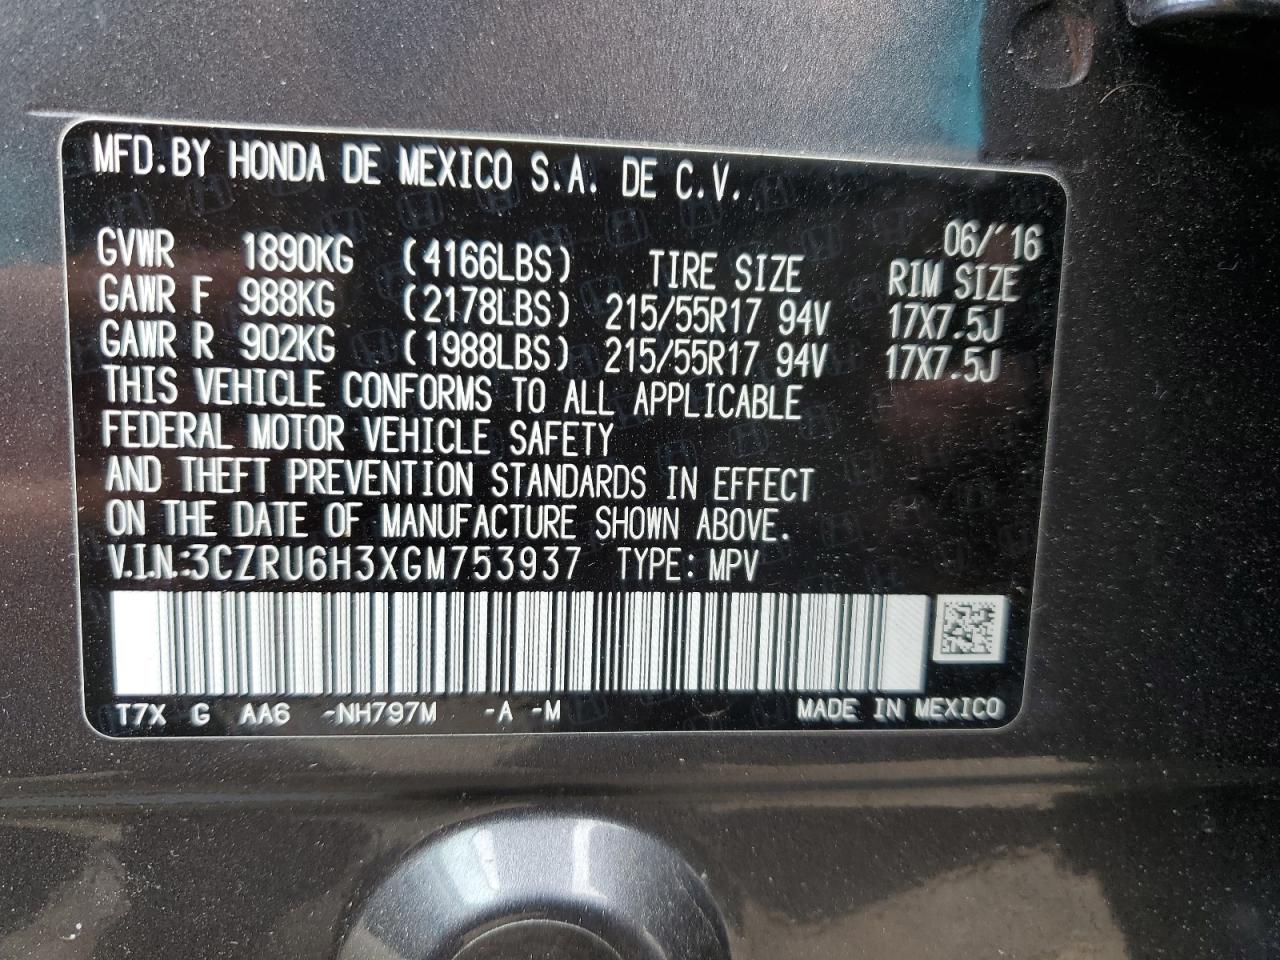 MFD.BY HONDA DE MEXICO S.A. DE C.V.
06/'16
GVWR 1890KG (4166LBS) TIRE SIZE RIM SIZE
GAWR F 988KG (2178LBS) 215/55R17 94V 17X7.5J
GAWR R 902KG (1988LBS) 215/55R17 94V 17X7.5J
THIS VEHICLE CONFORMS TO ALL APPLICABLE
FEDERAL MOTOR VEHICLE SAFETY
AND THEFT PREVENTION STANDARDS IN EFFECT
ON THE DATE OF MANUFACTURE SHOWN ABOVE.
V.I.N.:3CZRU6H3XGM753937 TYPE: MPV
T7X G AA6 -NH797M -A -M MADE IN MEXICO